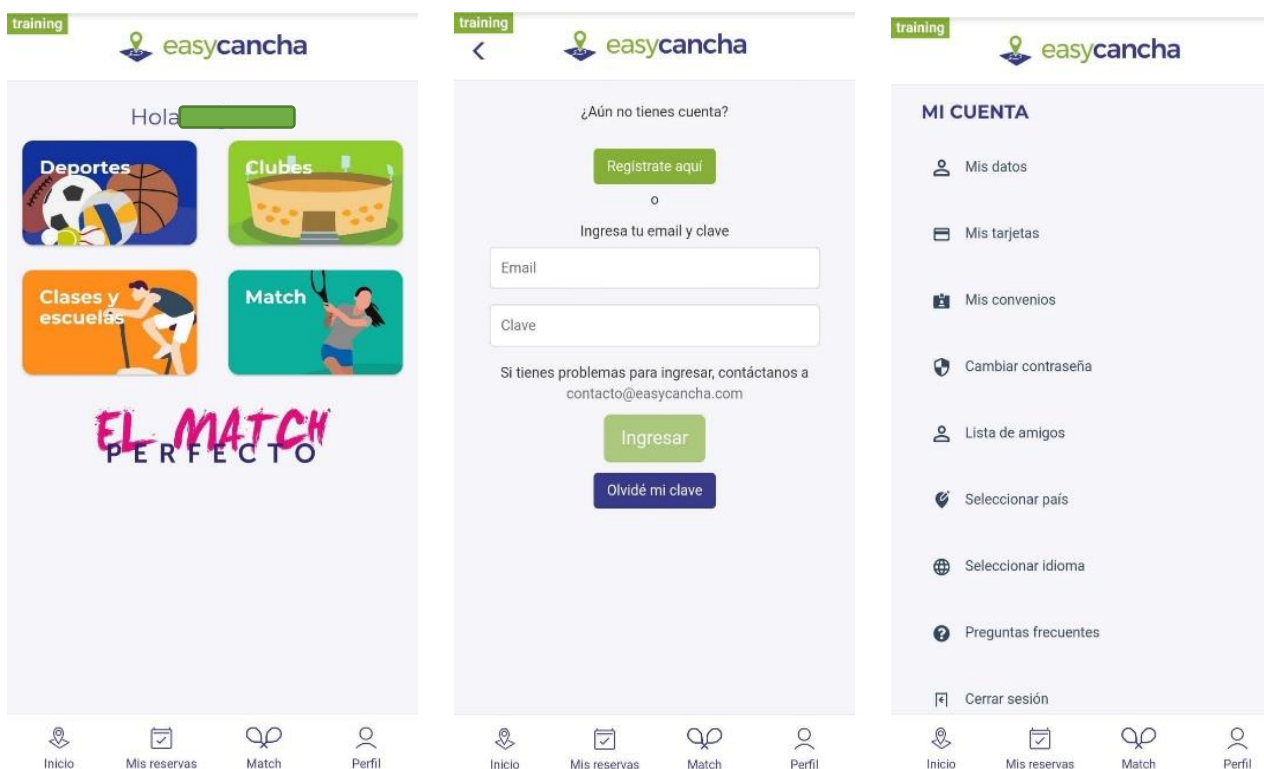 training
easycancha
Hola
Deportes
Clubes
Clases y
escuelas
Match
EL MATCH
PERFECTO
Inicio
Mis reservas
Match
Perfil
training
easycancha
¿Aún no tienes cuenta?
Regístrate aquí
o
Ingresa tu email y clave
Email
Clave
Si tienes problemas para ingresar, contáctanos a
contacto@easycancha.com
Ingresar
Olvidé mi clave
Inicio
Mis reservas
Match
Perfil
training
easycancha
MI CUENTA
Mis datos
Mis tarjetas
Mis convenios
Cambiar contraseña
Lista de amigos
Seleccionar país
Seleccionar idioma
Preguntas frecuentes
Cerrar sesión
Inicio
Mis reservas
Match
Perfil